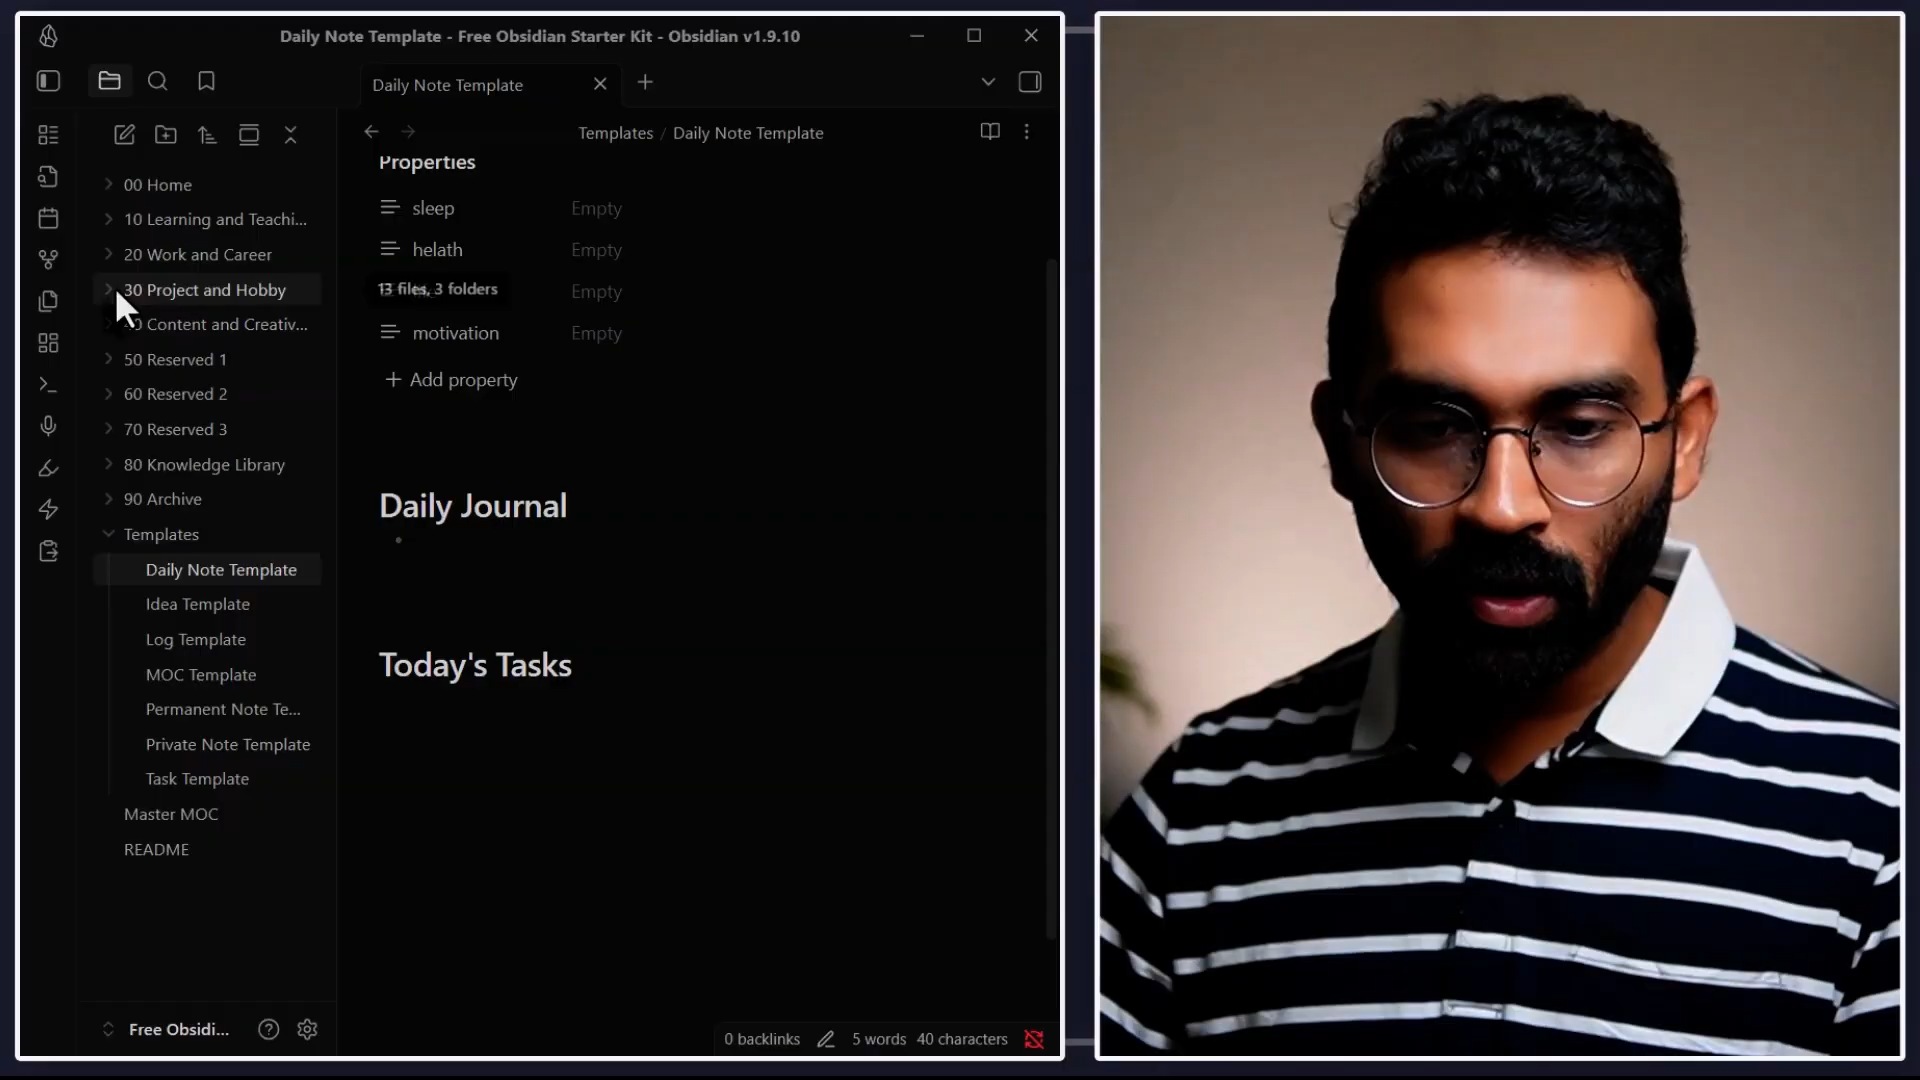 Daily Note Template - Free Obsidian Starter Kit - Obsidian v1.9.10
Daily Note Template
Templates / Daily Note Template
00 Home
10 Learning and Teachi...
20 Work and Career
30 Project and Hobby
Content and Creativ...
50 Reserved 1
60 Reserved 2
70 Reserved 3
80 Knowledge Library
90 Archive
Templates
Daily Note Template
Idea Template
Log Template
MOC Template
Permanent Note Te...
Private Note Template
Task Template
Master MOC
README
Free Obsidi...
Properties
sleep Empty
helath Empty
13 files, 3 folders
Empty
motivation Empty
+ Add property
Daily Journal
Today's Tasks
0 backlinks 5 words 40 characters